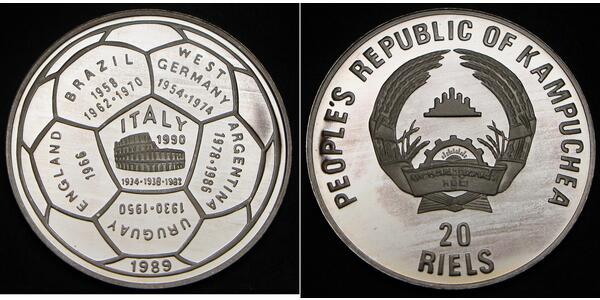 BRAZIL
1958
1962-1970
WEST
GERMANY
1954-1974
ARGENTINA
1978-1986
URUGUAY
1930-1950
ENGLAND
1966
ITALY
1990
1934-1938-1982
1989
PEOPLE'S REPUBLIC OF KAMPUCHEA
20
RIELS